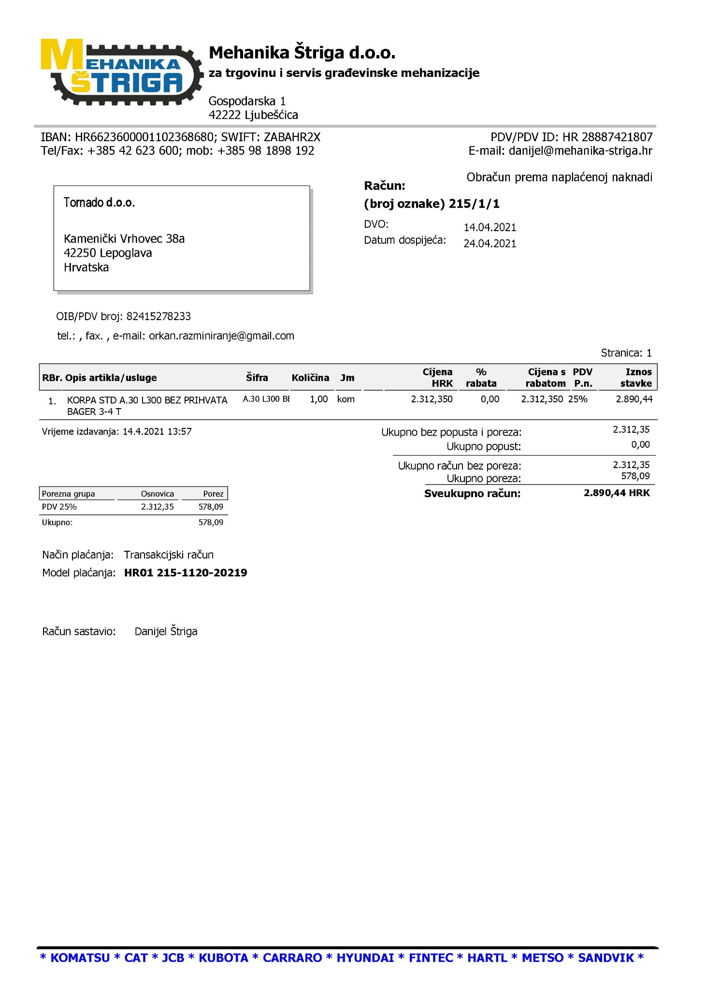 MEHANIKA
ŠTRIGA
Mehanika Štriga d.o.o.
za trgovinu i servis građevinske mehanizacije
Gospodarska 1
42222 Ljubešćica
IBAN: HR6623600001102368680; SWIFT: ZABAHR2X
PDV/PDV ID: HR 28887421807
Tel/Fax: +385 42 623 600; mob: +385 98 1898 192
E-mail: danijel@mehanika-striga.hr
Obračun prema naplaćenoj naknadi
Račun:
(broj oznake) 215/1/1
DVO: 14.04.2021
Datum dospijeća: 24.04.2021
Tornado d.o.o.
Kamenički Vrhovec 38a
42250 Lepoglava
Hrvatska
OIB/PDV broj: 82415278233
tel.: , fax. , e-mail: orkan.razminiranje@gmail.com
Stranica: 1
RBr. Opis artikla/usluge Šifra Količina Jm Cijena HRK % rabata Cijena s rabatom PDV P.n. Iznos stavke
1. KORPA STD A.30 L300 BEZ PRIHVATA A.30 L300 BE 1,00 kom 2.312,350 0,00 2.312,350 25% 2.890,44
BAGER 3-4 T
Vrijeme izdavanja: 14.4.2021 13:57
Ukupno bez popusta i poreza: 2.312,35
Ukupno popust: 0,00
Ukupno račun bez poreza: 2.312,35
Ukupno poreza: 578,09
Sveukupno račun: 2.890,44 HRK
Porezna grupa Osnovica Porez
PDV 25% 2.312,35 578,09
Ukupno: 578,09
Način plaćanja: Transakcijski račun
Model plaćanja: HR01 215-1120-20219
Račun sastavio: Danijel Štriga
* KOMATSU * CAT * JCB * KUBOTA * CARRARO * HYUNDAI * FINTEC * HARTL * METSO * SANDVIK *